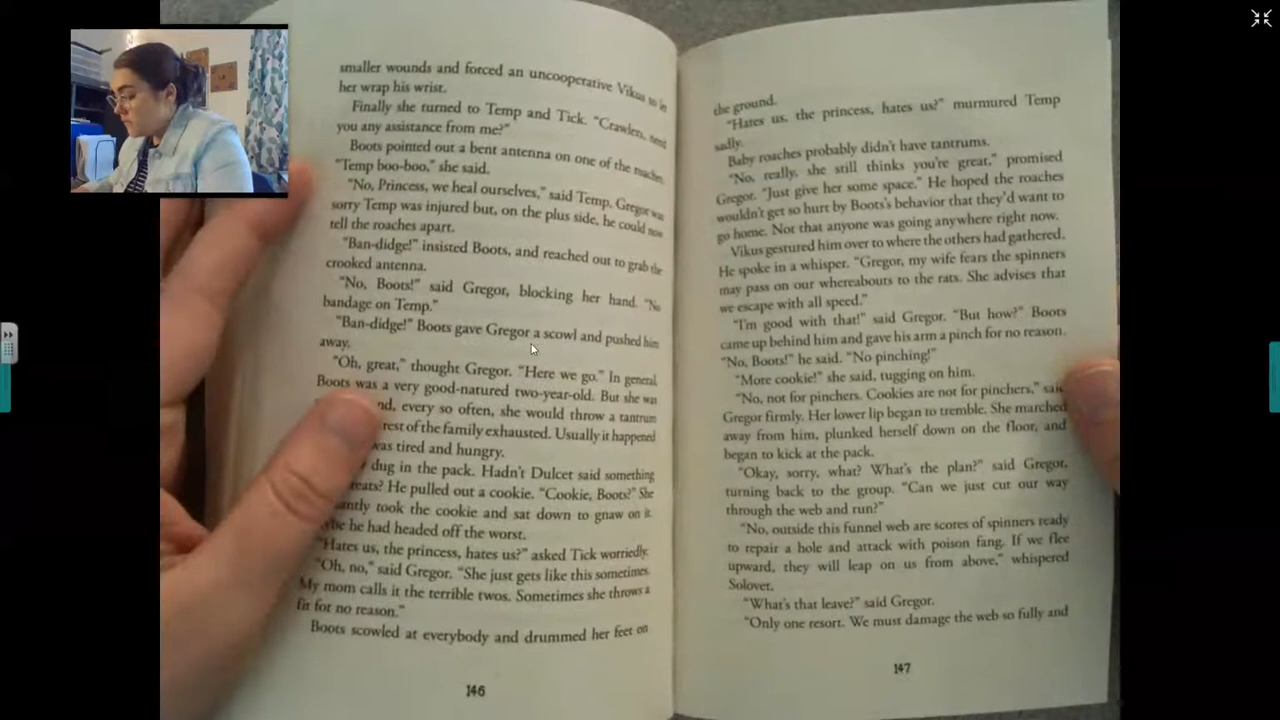 smaller wounds and forced an uncooperative Vikus to let
her wrap his wrist.
Finally she turned to Temp and Tick. "Crawlers, need
you any assistance from me?"
Boots pointed out a bent antenna on one of the roaches.
"Temp boo-boo," she said.
"No, Princess, we heal ourselves," said Temp. Gregor was
sorry Temp was injured but, on the plus side, he could now
tell the roaches apart.
"Ban-didge!" insisted Boots, and reached out to grab the
crooked antenna.
"No, Boots!" said Gregor, blocking her hand. "No
bandage on Temp."
"Ban-didge!" Boots gave Gregor a scowl and pushed him
away.
"Oh, great," thought Gregor. "Here we go." In general,
Boots was a very good-natured two-year-old. But she was
nd, every so often, she would throw a tantrum
rest of the family exhausted. Usually it happened
was tired and hungry.
dug in the pack. Hadn't Dulcet said something
reats? He pulled out a cookie. "Cookie, Boots?" She
antly took the cookie and sat down to gnaw on it.
ybe he had headed off the worst.
"Hates us, the princess, hates us?" asked Tick worriedly.
"Oh, no," said Gregor. "She just gets like this sometimes.
My mom calls it the terrible twos. Sometimes she throws a
fit for no reason."
Boots scowled at everybody and drummed her feet on
146
the ground.
"Hates us, the princess, hates us?" murmured Temp
sadly.
Baby roaches probably didn't have tantrums.
"No, really, she still thinks you're great," promised
Gregor. "Just give her some space." He hoped the roaches
wouldn't get so hurt by Boots's behavior that they'd want to
go home. Not that anyone was going anywhere right now.
Vikus gestured him over to where the others had gathered.
He spoke in a whisper. "Gregor, my wife fears the spinners
may pass on our whereabouts to the rats. She advises that
we escape with all speed."
"I'm good with that!" said Gregor. "But how?" Boots
came up behind him and gave his arm a pinch for no reason.
"No, Boots!" he said. "No pinching!"
"More cookie!" she said, tugging on him.
"No, not for pinchers. Cookies are not for pinchers," said
Gregor firmly. Her lower lip began to tremble. She marched
away from him, plunked herself down on the floor, and
began to kick at the pack.
"Okay, sorry, what? What's the plan?" said Gregor,
turning back to the group. "Can we just cut our way
through the web and run?"
"No, outside this funnel web are scores of spinners ready
to repair a hole and attack with poison fang. If we flee
upward, they will leap on us from above," whispered
Solovet.
"What's that leave?" said Gregor.
"Only one resort. We must damage the web so fully and
147